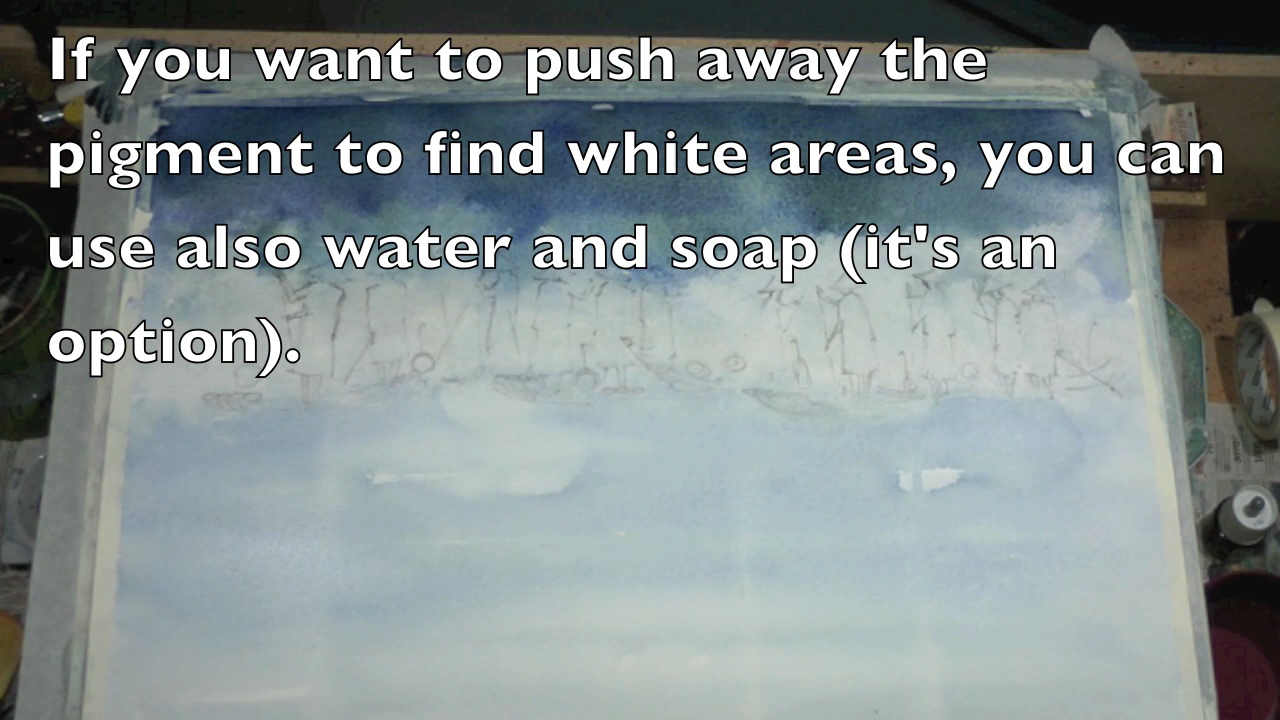 If you want to push away the
pigment to find white areas, you can
use also water and soap (it's an
option).